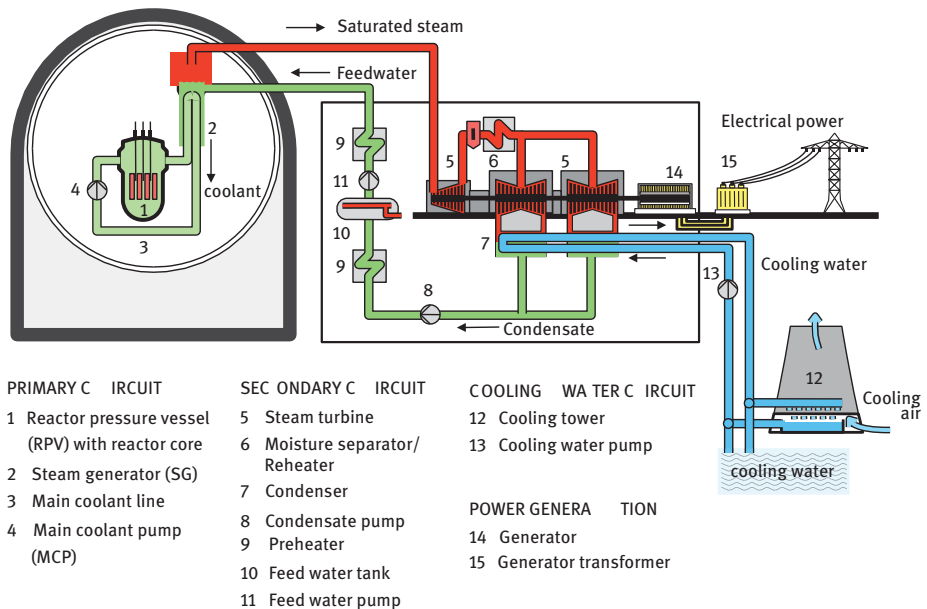 Saturated steam
Feedwater
2
9
5
6
5
14
15
Electrical power
4
1
coolant
11
3
10
7
9
8
Condensate
13
Cooling water
12
Cooling
air
cooling water
PRIMARY C IRCUIT
1 Reactor pressure vessel
(RPV) with reactor core
2 Steam generator (SG)
3 Main coolant line
4 Main coolant pump
(MCP)
SEC ONDARY C IRCUIT
5 Steam turbine
6 Moisture separator/
Reheater
7 Condenser
8 Condensate pump
9 Preheater
10 Feed water tank
11 Feed water pump
COOLING WA TER C IRCUIT
12 Cooling tower
13 Cooling water pump
POWER GENERA TION
14 Generator
15 Generator transformer